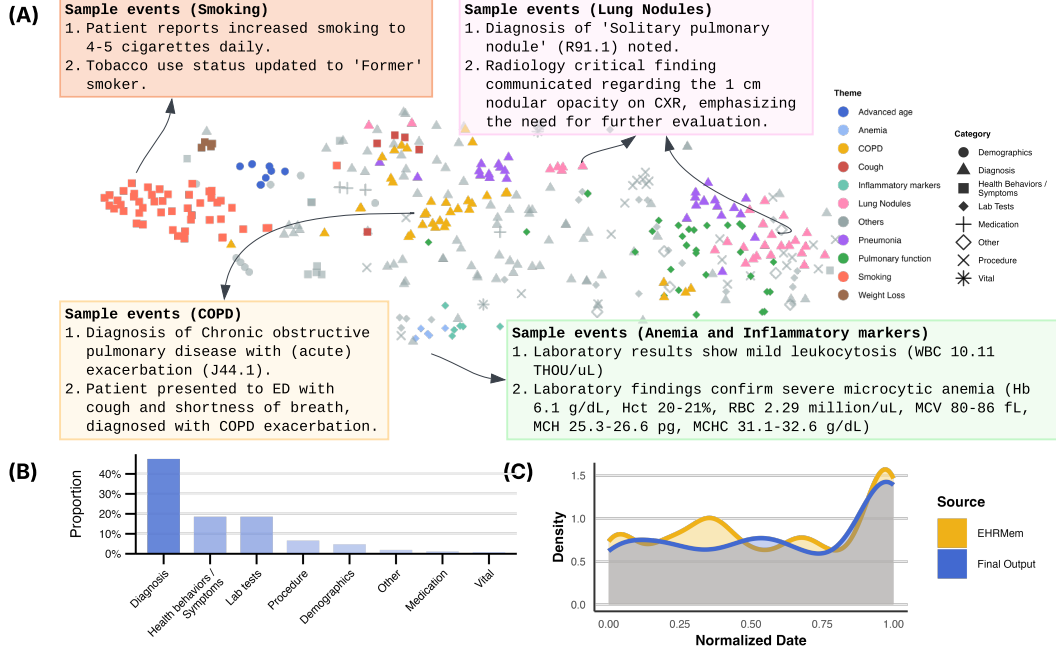 (A)
Sample events (Smoking)
1. Patient reports increased smoking to
4-5 cigarettes daily.
2. Tobacco use status updated to 'Former'
smoker.
Sample events (Lung Nodules)
1. Diagnosis of 'Solitary pulmonary
nodule' (R91.1) noted.
2. Radiology critical finding
communicated regarding the 1 cm
nodular opacity on CXR, emphasizing
the need for further evaluation.
Theme
Advanced age
Anemia
COPD
Cough
Inflammatory markers
Lung Nodules
Others
Pneumonia
Pulmonary function
Smoking
Weight Loss
Category
Demographics
Diagnosis
Health Behaviors /
Symptoms
Lab Tests
Medication
Other
Procedure
Vital
Sample events (COPD)
1. Diagnosis of Chronic obstructive
pulmonary disease with (acute)
exacerbation (J44.1).
2. Patient presented to ED with
cough and shortness of breath,
diagnosed with COPD exacerbation.
Sample events (Anemia and Inflammatory markers)
1. Laboratory results show mild leukocytosis (WBC 10.11
THOU/uL)
2. Laboratory findings confirm severe microcytic anemia (Hb
6.1 g/dL, Hct 20-21%, RBC 2.29 million/uL, MCV 80-86 fL,
MCH 25.3-26.6 pg, MCHC 31.1-32.6 g/dL)
(B)
Proportion
40%
30%
20%
10%
0%
Diagnosis
Health behaviors /
Symptoms
Lab tests
Procedure
Demographics
Other
Medication
Vital
(C)
Density
1.5
1.0
0.5
0.0
0.00
0.25
0.50
0.75
1.00
Normalized Date
Source
EHRMem
Final Output